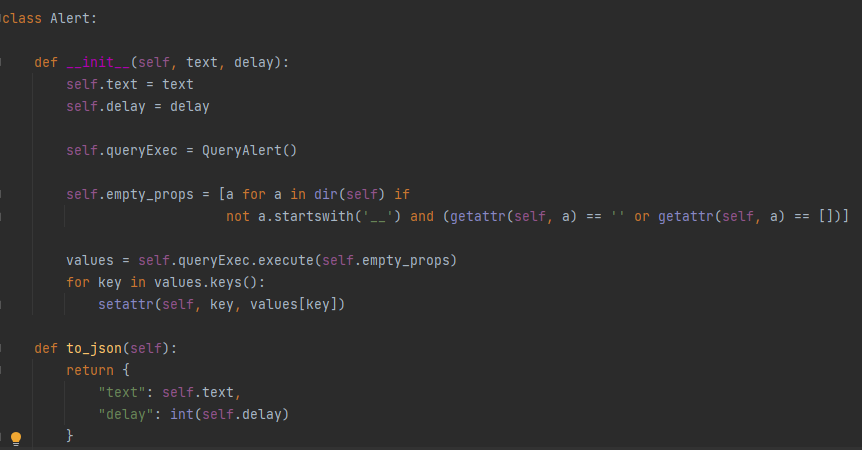 class Alert:
def __init__(self, text, delay):
self.text = text
self.delay = delay
self.queryExec = QueryAlert()
self.empty_props = [a for a in dir(self) if
not a.startswith('__') and (getattr(self, a) == '' or getattr(self, a) == [])]
values = self.queryExec.execute(self.empty_props)
for key in values.keys():
setattr(self, key, values[key])
def to_json(self):
return {
"text": self.text,
"delay": int(self.delay)
}